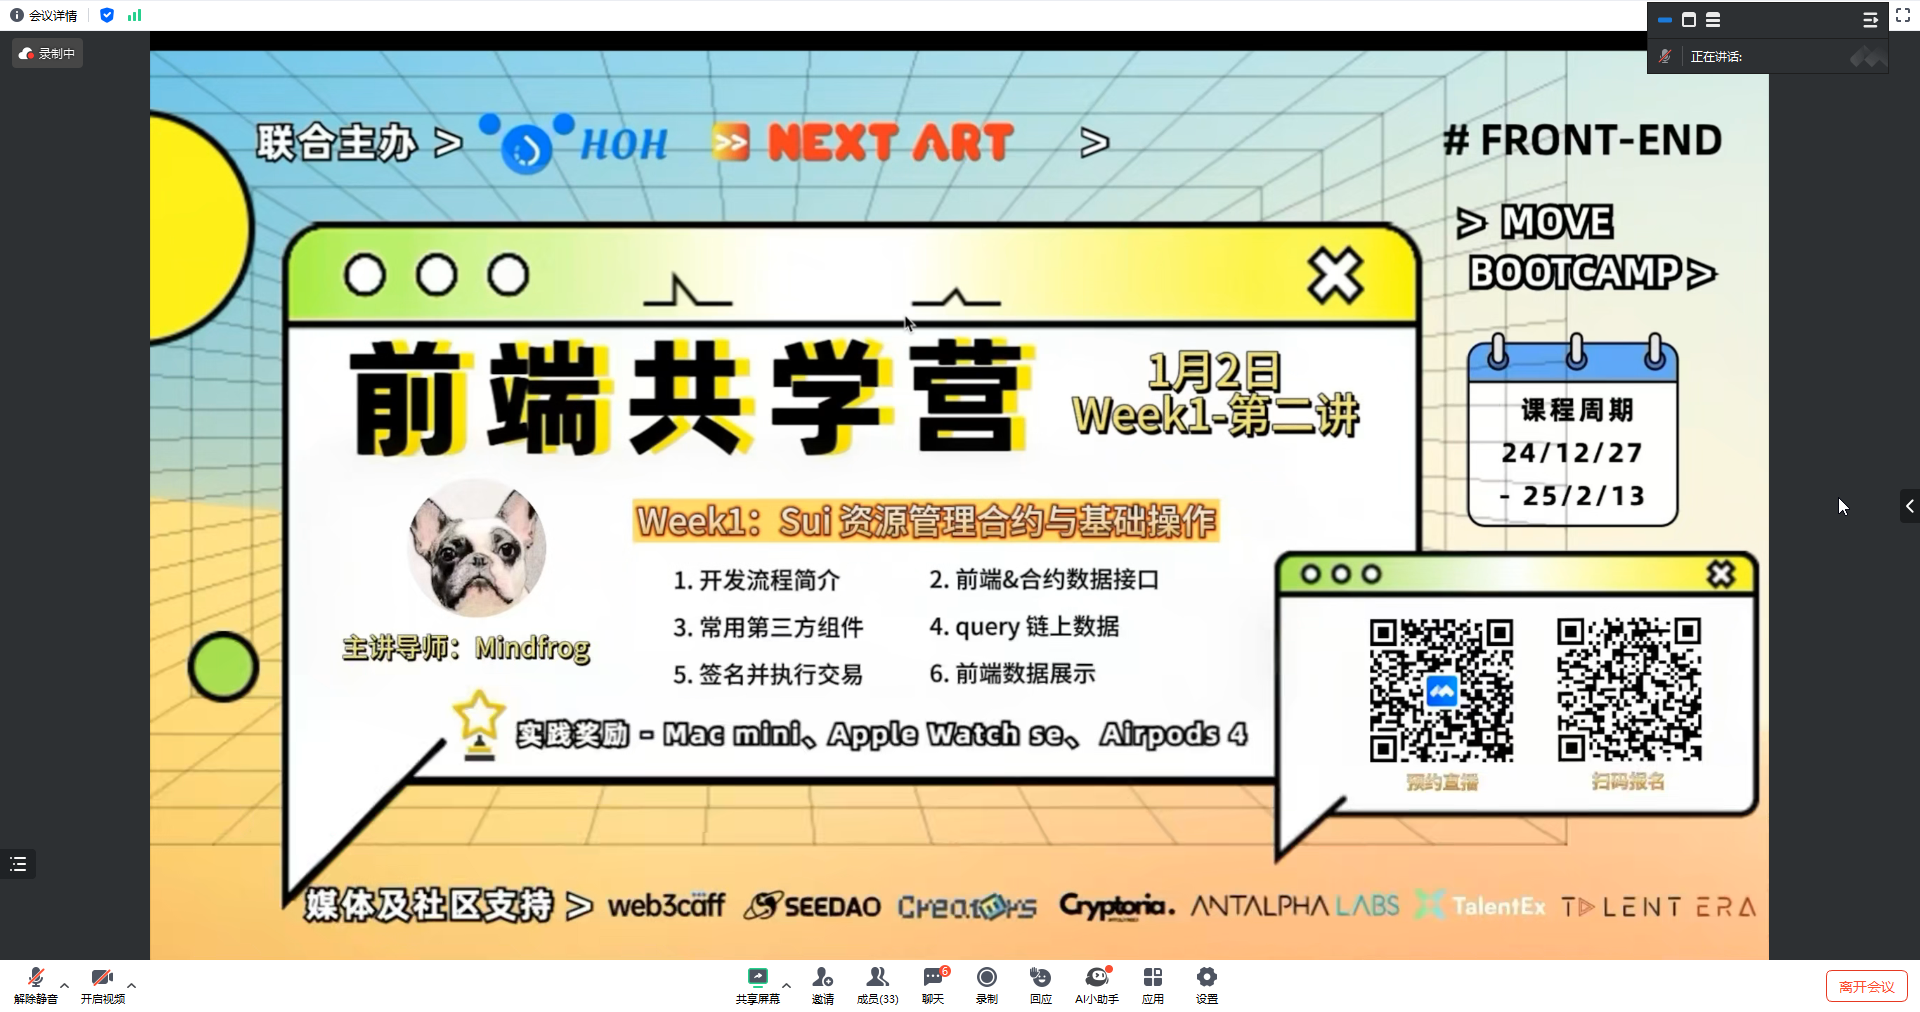 会议详情
录制中
正在讲话:
联合主办 > HOH >> NEXT ART >
# FRONT-END
> MOVE
BOOTCAMP>
前端共学营
1月2日
Week1-第二讲
课程周期
24/12/27
- 25/2/13
Week1：Sui 资源管理合约与基础操作
1. 开发流程简介
2. 前端&合约数据接口
3. 常用第三方组件
4. query 链上数据
5. 签名并执行交易
6. 前端数据展示
主讲导师：Mindfrog
实践奖励 - Mac mini、Apple Watch se、 Airpods 4
预约直播
扫码报名
媒体及社区支持 > web3caff SEEDAO Creators Cryptoria. ANTALPHA LABS TalentEx TALENT ERA
解除静音
开启视频
共享屏幕
邀请
成员(33)
聊天
6
录制
回应
AI小助手
应用
设置
离开会议